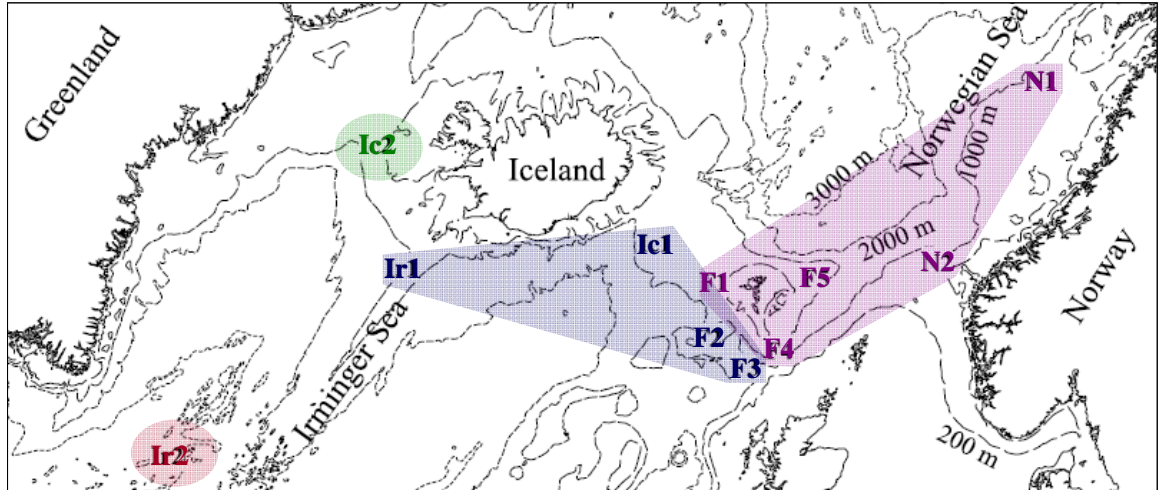 Greenland
Norwegian Sea
N1
Ic2
Iceland
3000 m
1000 m
2000 m
Ic1
N2
Ir1
F1
F5
Norway
F2
F4
F3
Irminger Sea
Ir2
200 m